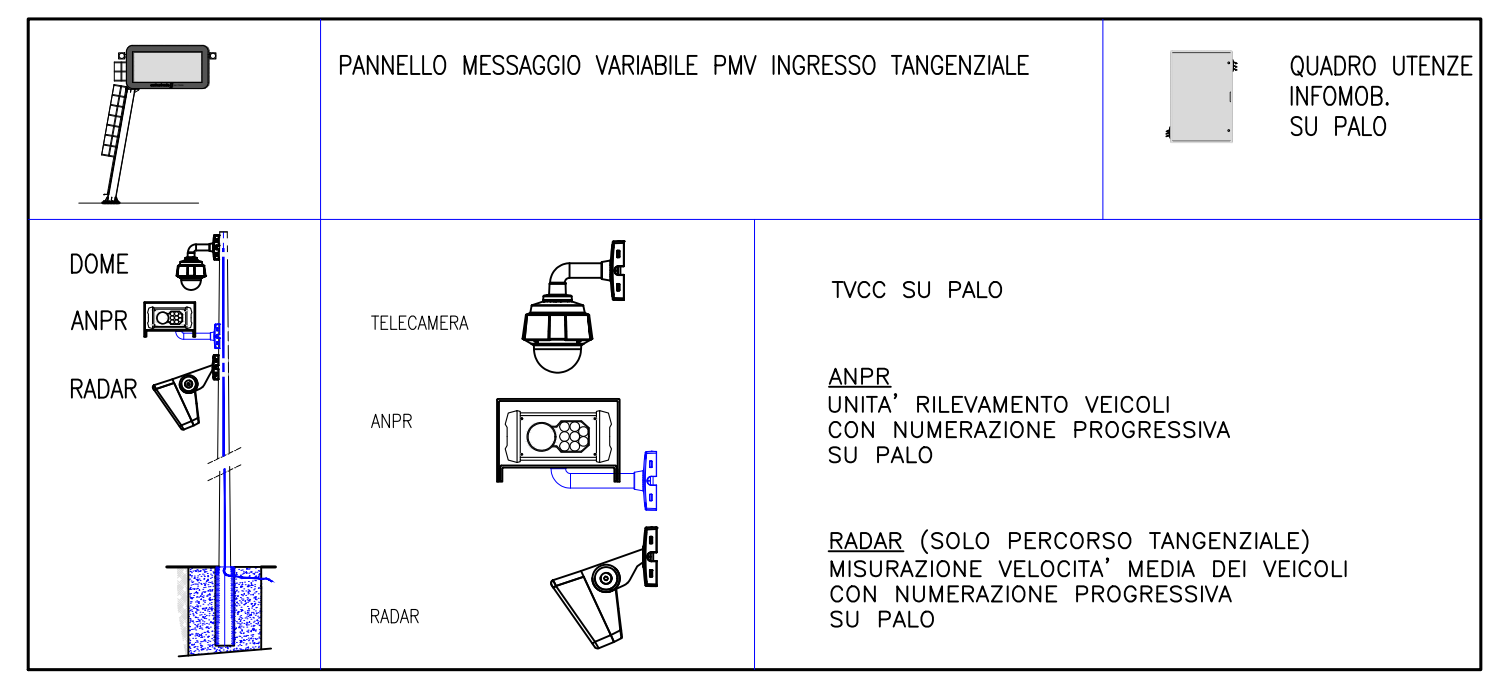 PANNELLO MESSAGGIO VARIABILE PMV INGRESSO TANGENZIALE
QUADRO UTENZE
INFOMOB.
SU PALO
DOME
ANPR
RADAR
TELECAMERA
ANPR
RADAR
TVCC SU PALO
ANPR
UNITA' RILEVAMENTO VEICOLI
CON NUMERAZIONE PROGRESSIVA
SU PALO
RADAR (SOLO PERCORSO TANGENZIALE)
MISURAZIONE VELOCITA' MEDIA DEI VEICOLI
CON NUMERAZIONE PROGRESSIVA
SU PALO